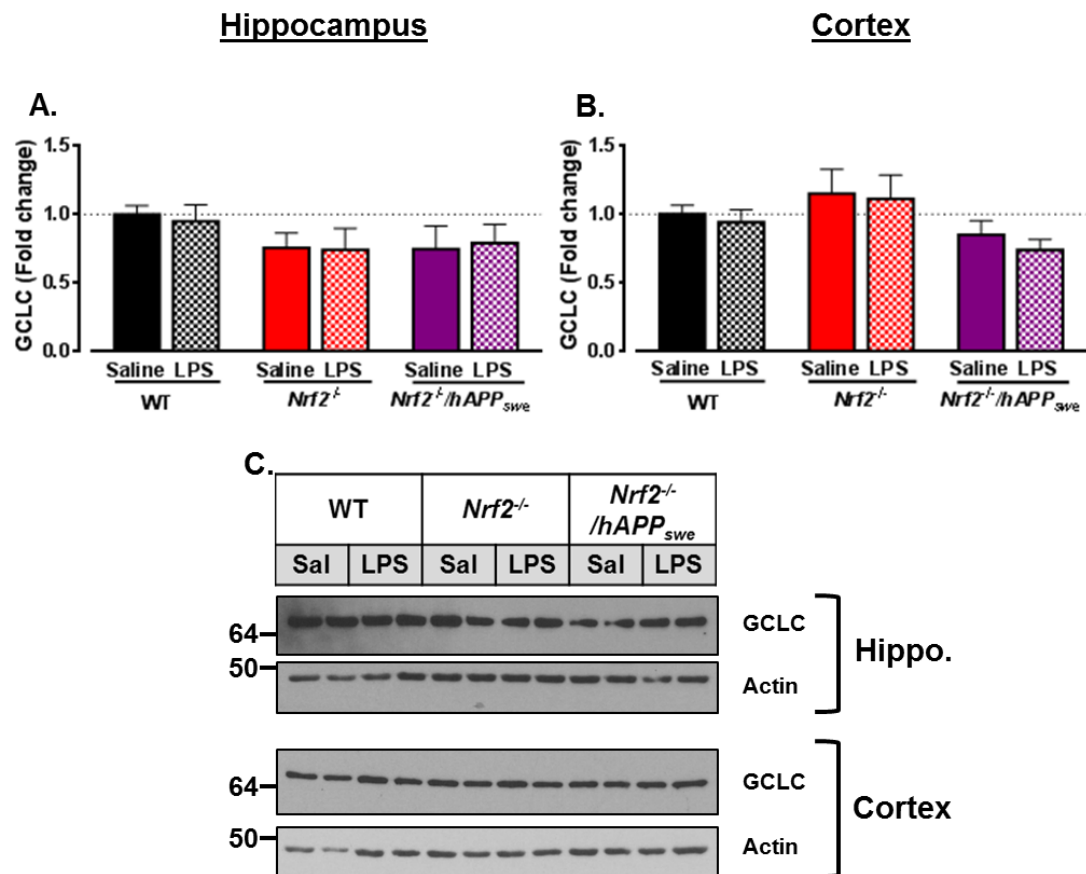 Hippocampus
Cortex
A.
GCLC (Fold change)
1.5
1.0
0.5
0.0
Saline LPS
Saline LPS
Saline LPS
WT
Nrf2-/-
Nrf2-/-/hAPPswe
B.
GCLC (Fold change)
1.5
1.0
0.5
0.0
Saline LPS
Saline LPS
Saline LPS
WT
Nrf2-/-
Nrf2-/-/hAPPswe
C.
WT
Nrf2-/-
Nrf2-/-
/hAPPswe
Sal
LPS
Sal
LPS
Sal
LPS
64
GCLC
50
Actin
Hippo.
64
GCLC
50
Actin
Cortex